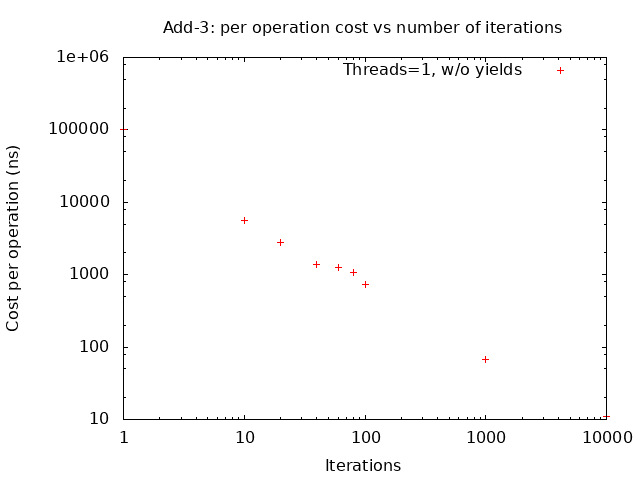 Add-3: per operation cost vs number of iterations
Threads=1, w/o yields
1e+06
100000
10000
1000
100
10
Cost per operation (ns)
1 10 100 1000 10000
Iterations